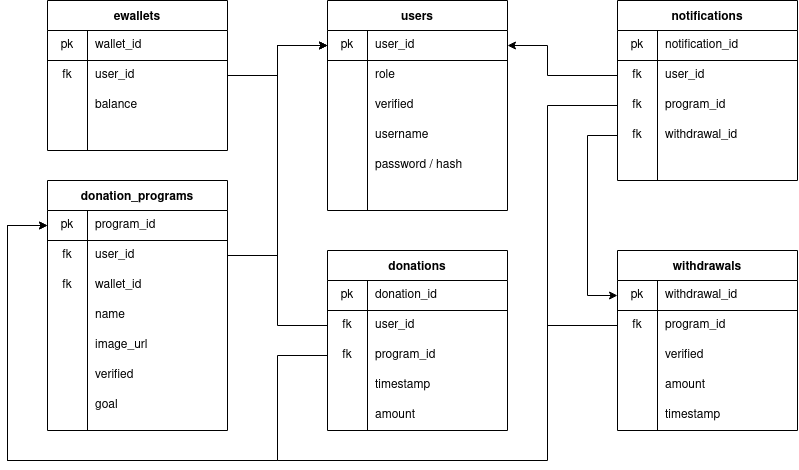 ewallets
pk wallet_id
fk user_id
balance
users
pk user_id
role
verified
username
password / hash
notifications
pk notification_id
fk user_id
fk program_id
fk withdrawal_id
donation_programs
pk program_id
fk user_id
fk wallet_id
name
image_url
verified
goal
donations
pk donation_id
fk user_id
fk program_id
timestamp
amount
withdrawals
pk withdrawal_id
fk program_id
verified
amount
timestamp